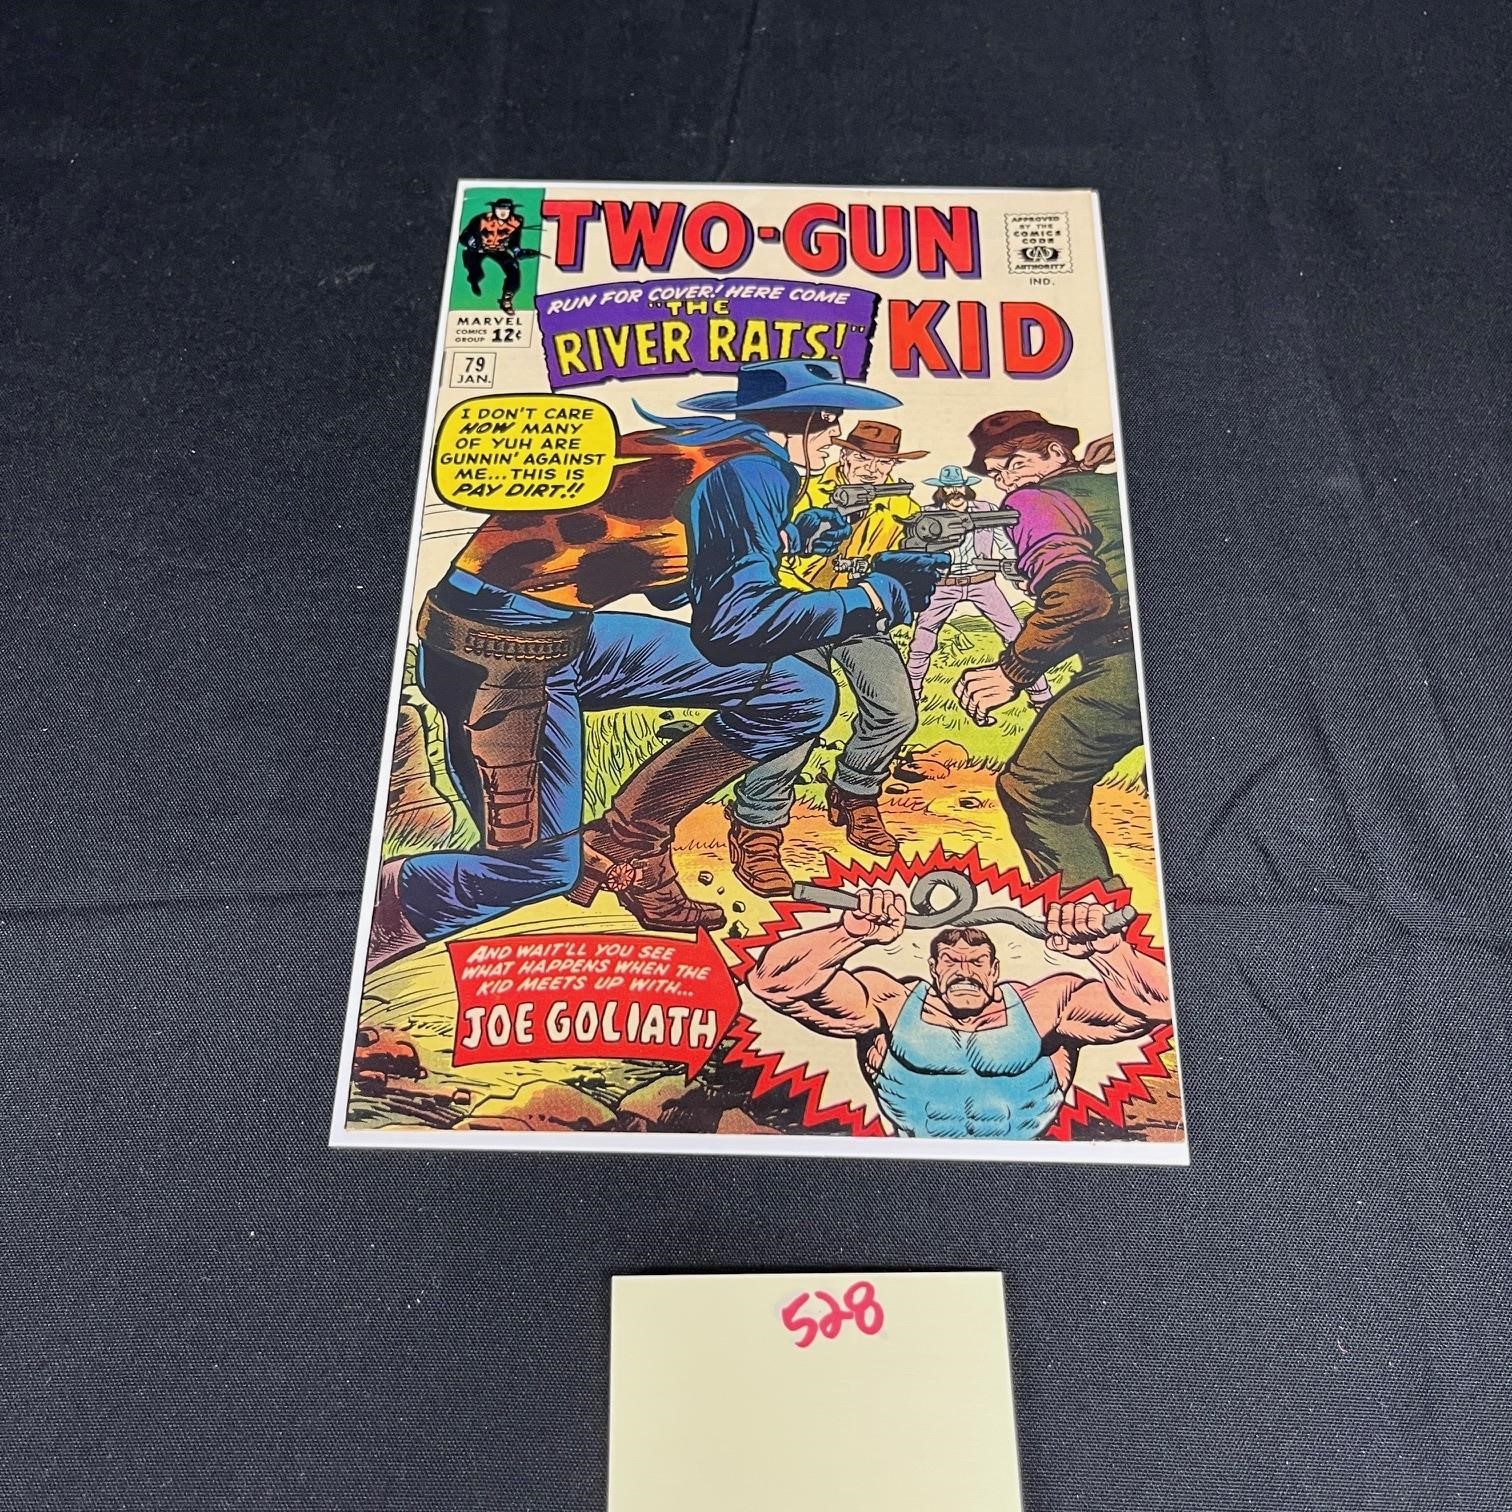 TWO-GUN
KID
APPROVED
BY THE
COMICS
CODE
CA
AUTHORITY
IND.
RUN FOR COVER! HERE COME
"THE
RIVER RATS!"
MARVEL
COMICS
GROUP 12¢
79
JAN.
I DON'T CARE
HOW MANY
OF YUH ARE
GUNNIN' AGAINST
ME...THIS IS
PAY DIRT!!
AND WAIT'LL YOU SEE
WHAT HAPPENS WHEN THE
KID MEETS UP WITH...
JOE GOLIATH
528